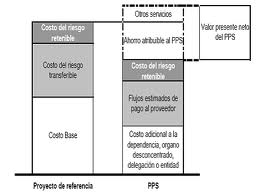 Otros servicios
Costo del riesgo
retenible
Ahorro atribuible al PPS
Valor presente neto
del PPS
Costo del riesgo
transferible
Costo del riesgo
retenible
Flujos estimados de
pago al proveedor
Costo Base
Costo adicional a la
dependencia, organo
desconcentrado,
delegación o entidad
Proyecto de referencia
PPS